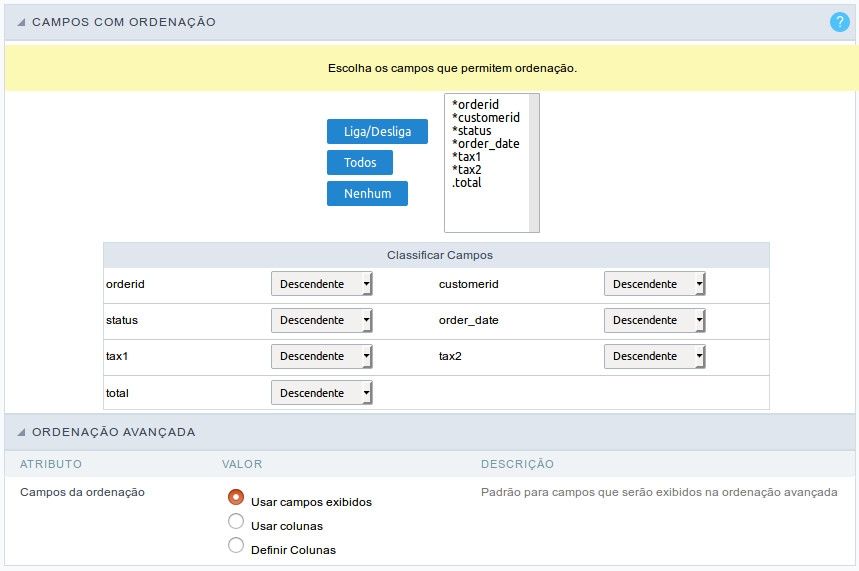 CAMPOS COM ORDENAÇÃO ?
Escolha os campos que permitem ordenação.
Liga/Desliga
Todos
Nenhum
*orderid
*customerid
*status
*order_date
*tax1
*tax2
.total
Classificar Campos
orderid Descendente customerid Descendente
status Descendente order_date Descendente
tax1 Descendente tax2 Descendente
total Descendente
ORDENAÇÃO AVANÇADA
ATRIBUTO VALOR DESCRIÇÃO
Campos da ordenação Usar campos exibidos Padrão para campos que serão exibidos na ordenação avançada
Usar colunas
Definir Colunas